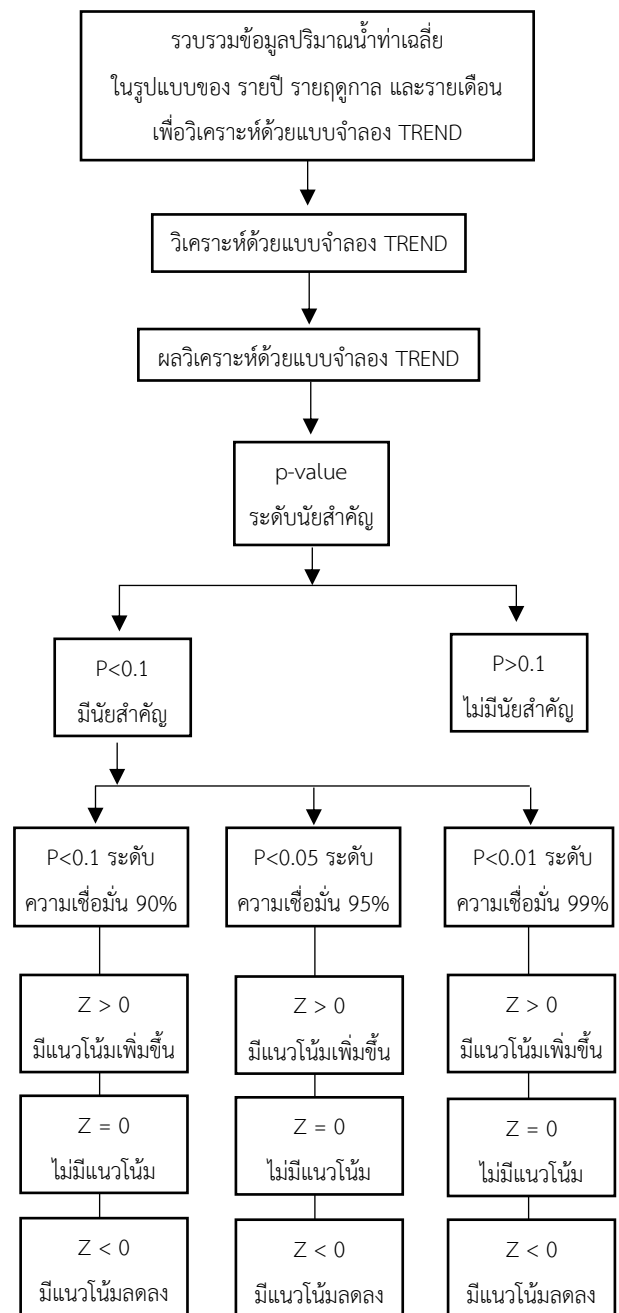 รวบรวมข้อมูลปริมาณน้ำท่าเฉลี่ย
ในรูปแบบของ รายปี รายฤดูกาล และรายเดือน
เพื่อวิเคราะห์ด้วยแบบจำลอง TREND
วิเคราะห์ด้วยแบบจำลอง TREND
ผลวิเคราะห์ด้วยแบบจำลอง TREND
p-value
ระดับนัยสำคัญ
P<0.1
มีนัยสำคัญ
P>0.1
ไม่มีนัยสำคัญ
P<0.1 ระดับ
ความเชื่อมั่น 90%
P<0.05 ระดับ
ความเชื่อมั่น 95%
P<0.01 ระดับ
ความเชื่อมั่น 99%
Z > 0
มีแนวโน้มเพิ่มขึ้น
Z > 0
มีแนวโน้มเพิ่มขึ้น
Z > 0
มีแนวโน้มเพิ่มขึ้น
Z = 0
ไม่มีแนวโน้ม
Z = 0
ไม่มีแนวโน้ม
Z = 0
ไม่มีแนวโน้ม
Z < 0
มีแนวโน้มลดลง
Z < 0
มีแนวโน้มลดลง
Z < 0
มีแนวโน้มลดลง